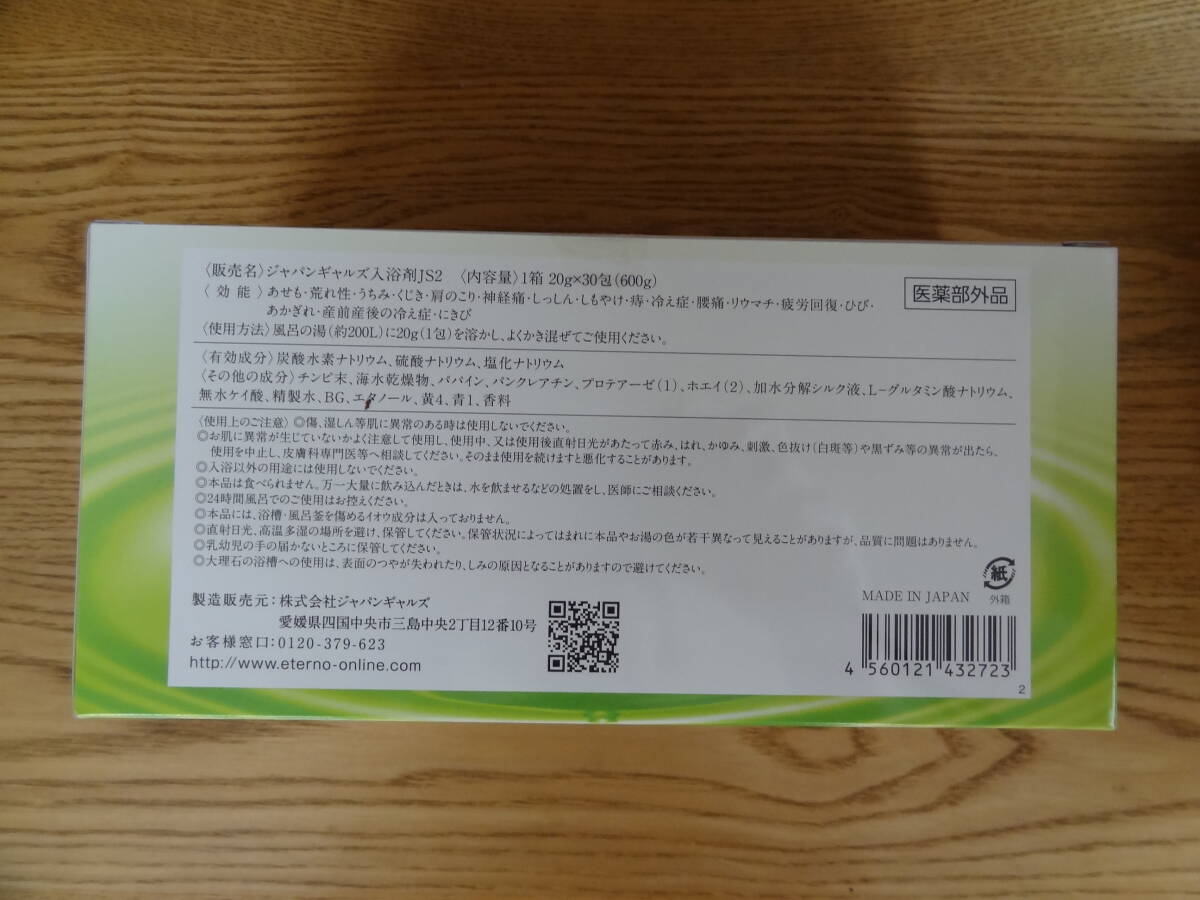 〈販売名〉ジャパンギャルズ入浴剤JS2 〈内容量〉1箱 20g×30包(600g)
医薬部外品
〈効能〉あせも・荒れ性・うちみ・くじき・肩のこり・神経痛・しっしん・しもやけ・痔・冷え症・腰痛・リウマチ・疲労回復・ひび・
あかぎれ・産前産後の冷え症・にきび
〈使用方法〉風呂の湯(約200L)に20g(1包)を溶かし、よくかき混ぜてご使用ください。
〈有効成分〉炭酸水素ナトリウム、硫酸ナトリウム、塩化ナトリウム
〈その他の成分〉チンピ末、海水乾燥物、パパイン、パンクレアチン、プロテアーゼ(1)、ホエイ(2)、加水分解シルク液、L-グルタミン酸ナトリウム、
無水ケイ酸、精製水、BG、エタノール、黄4、青1、香料
〈使用上のご注意〉◎傷、湿しん等肌に異常のある時は使用しないでください。
◎お肌に異常が生じていないかよく注意して使用し、使用中、又は使用後直射日光があたって赤み、はれ、かゆみ、刺激、色抜け(白斑等)や黒ずみ等の異常が出たら、
使用を中止し、皮膚科専門医等へ相談してください。そのまま使用を続けますと悪化することがあります。
◎入浴以外の用途には使用しないでください。
◎本品は食べられません。万一大量に飲み込んだときは、水を飲ませるなどの処置をし、医師にご相談ください。
◎24時間風呂でのご使用はお控えください。
◎本品には、浴槽・風呂釜を傷めるイオウ成分は入っておりません。
◎直射日光、高温多湿の場所を避け、保管してください。保管状況によってはまれに本品やお湯の色が若干異なって見えることがありますが、品質に問題はありません。
◎乳幼児の手の届かないところに保管してください。
◎大理石の浴槽への使用は、表面のつやが失われたり、しみの原因となることがありますので避けてください。
製造販売元:株式会社ジャパンギャルズ
愛媛県四国中央市三島中央2丁目12番10号
お客様窓口:0120-379-623
http://www.eterno-online.com
MADE IN JAPAN
紙
外箱
4 560121 432723
2